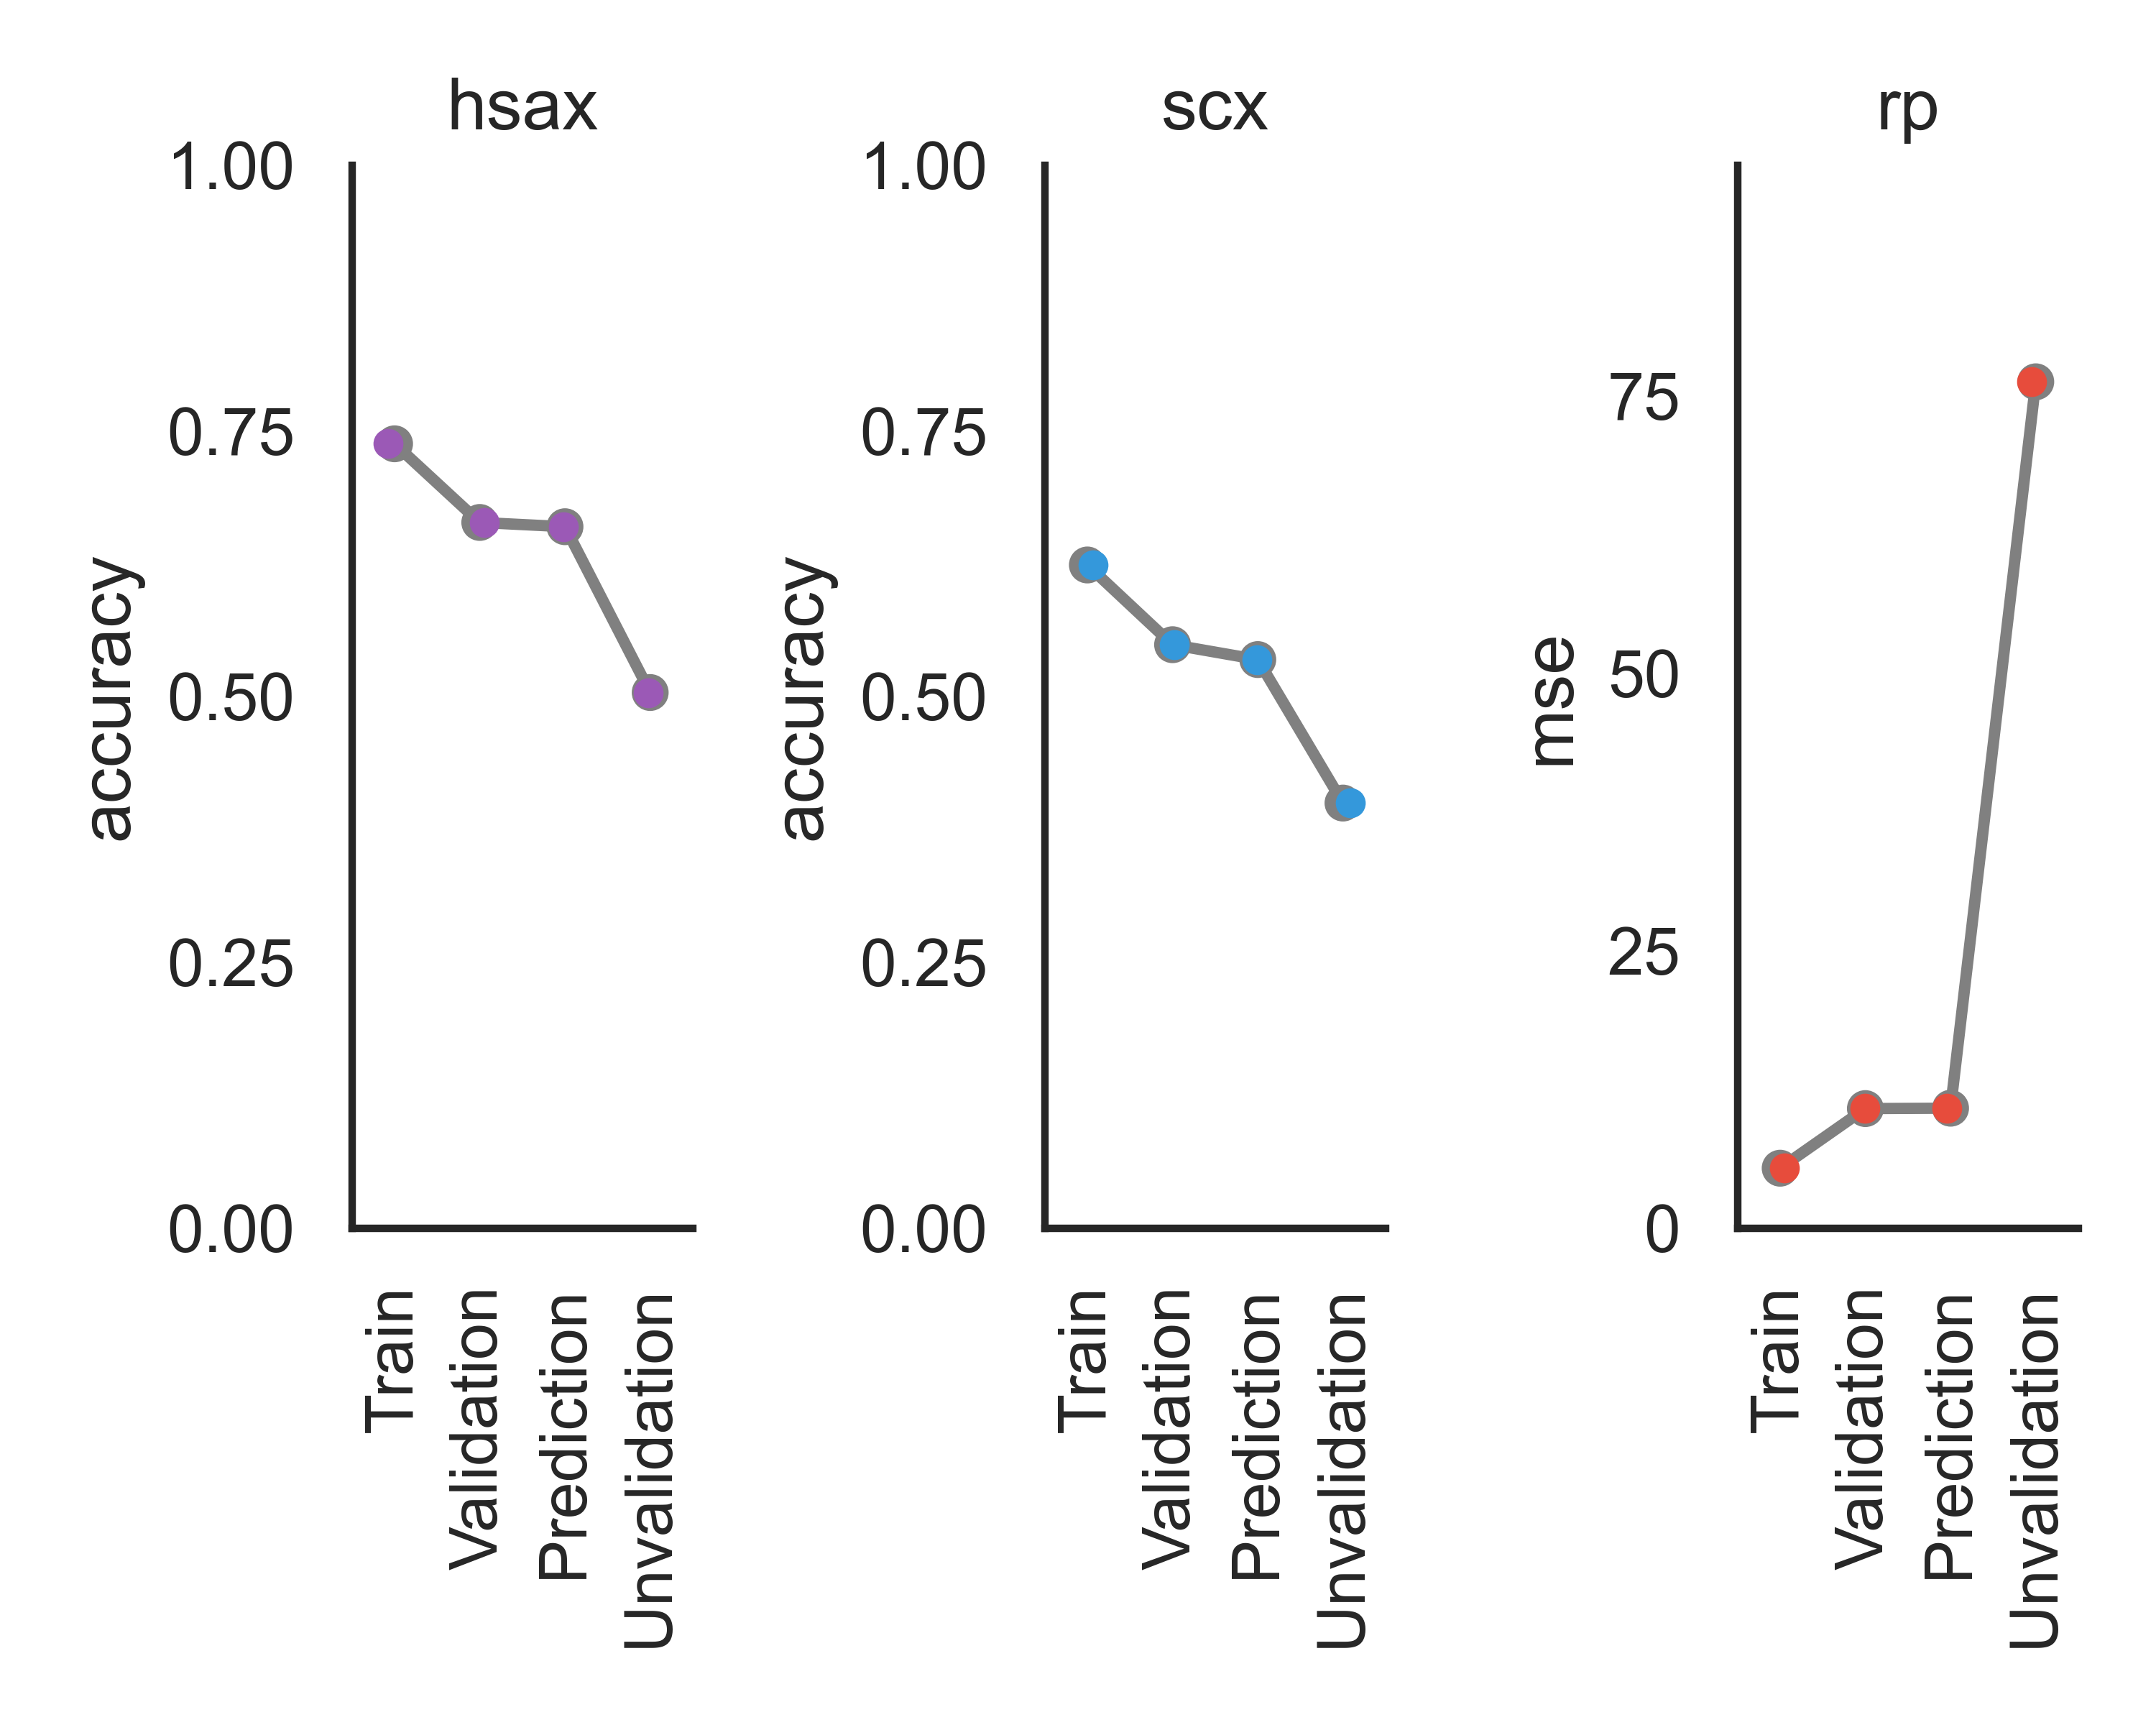 hsax
1.00
0.75
0.50
0.25
0.00
accuracy
Train
Validation
Prediction
Unvalidation
scx
1.00
0.75
0.50
0.25
0.00
accuracy
Train
Validation
Prediction
Unvalidation
rp
75
50
25
0
mse
Train
Validation
Prediction
Unvalidation